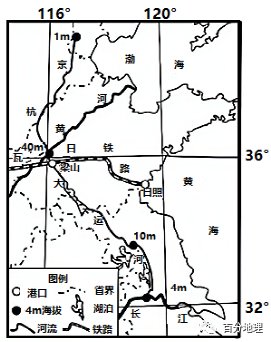 116°
120°
1m
渤海
京杭大运河
黄河
40m
瓦日铁路
36°
梁山
日照
黄海
10m
4m
长江
32°
图例
港口
4m海拔
河流
省界
湖泊
铁路
百分地理